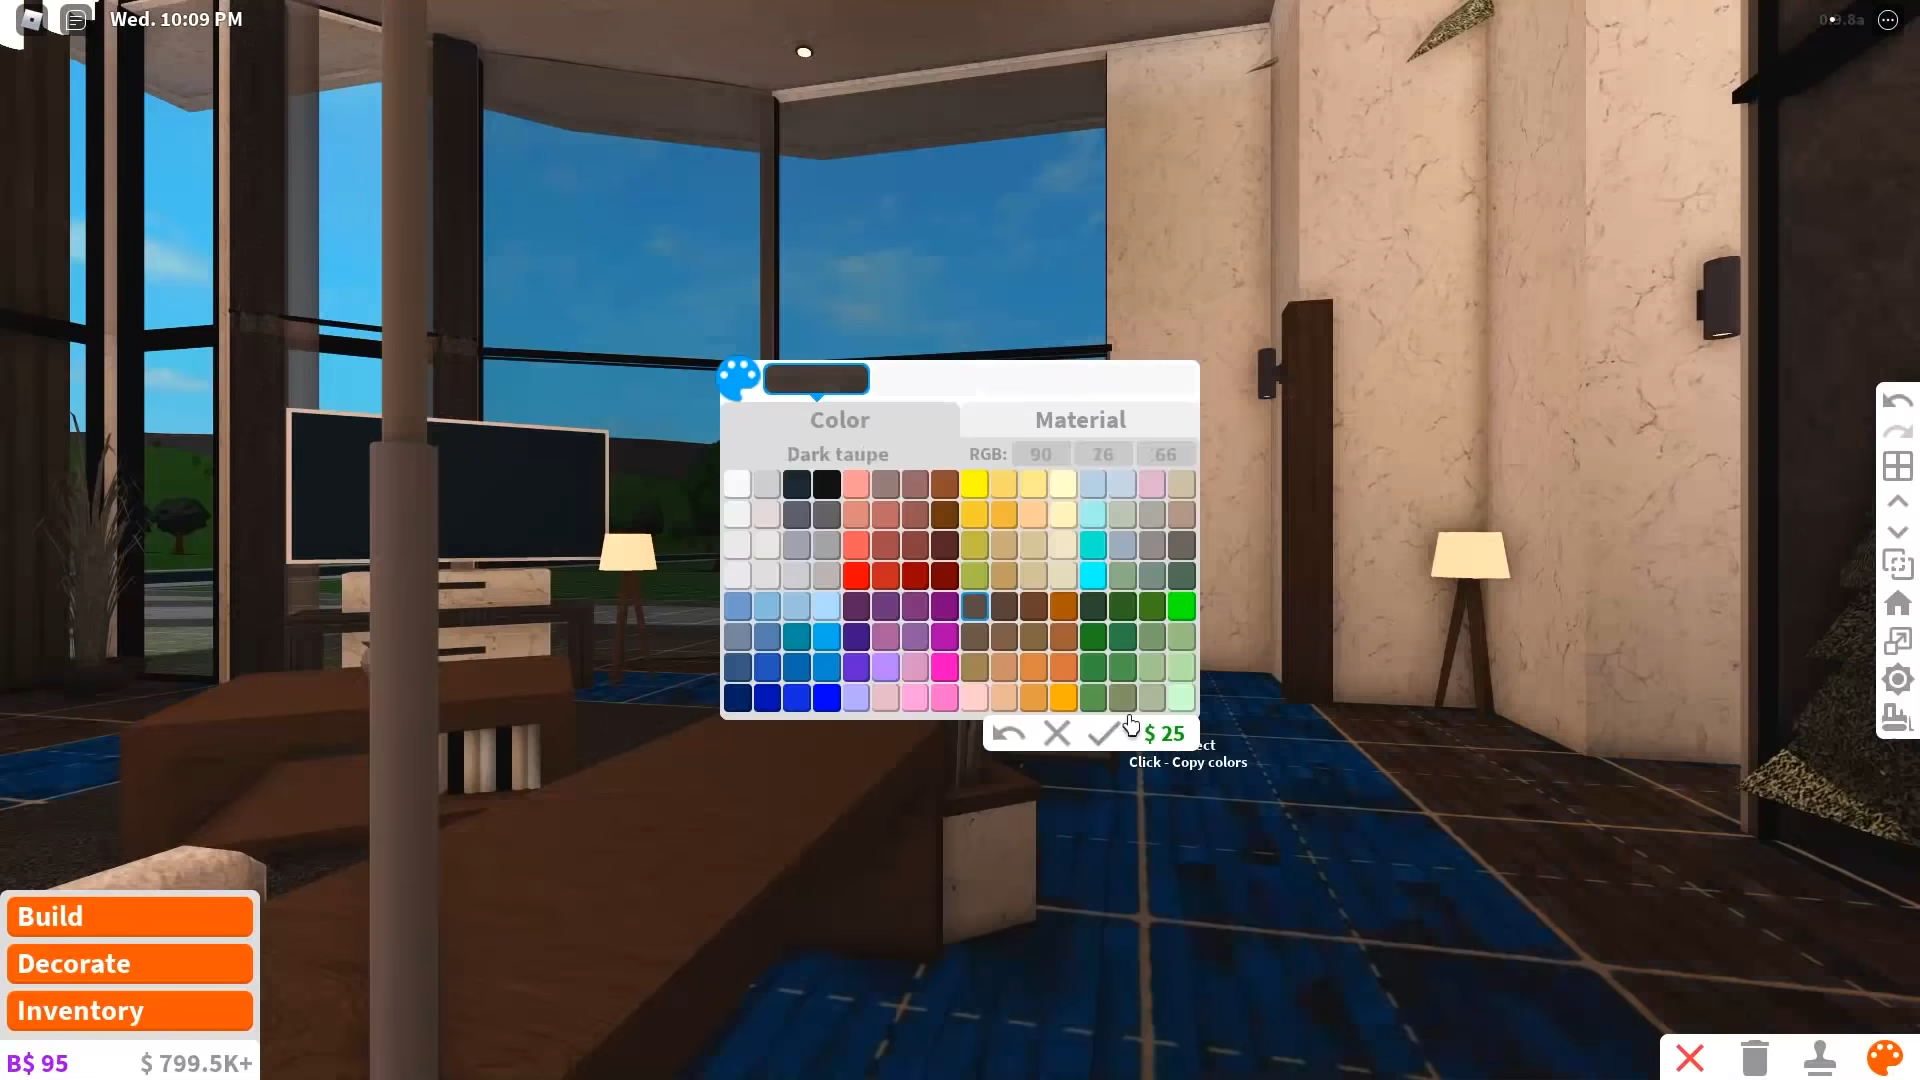 Wed. 10:09 PM
Color
Material
Dark taupe
RGB:
90
76
66
$ 25
Click - Copy colors
Build
Decorate
Inventory
B$ 95
$ 799.5K+